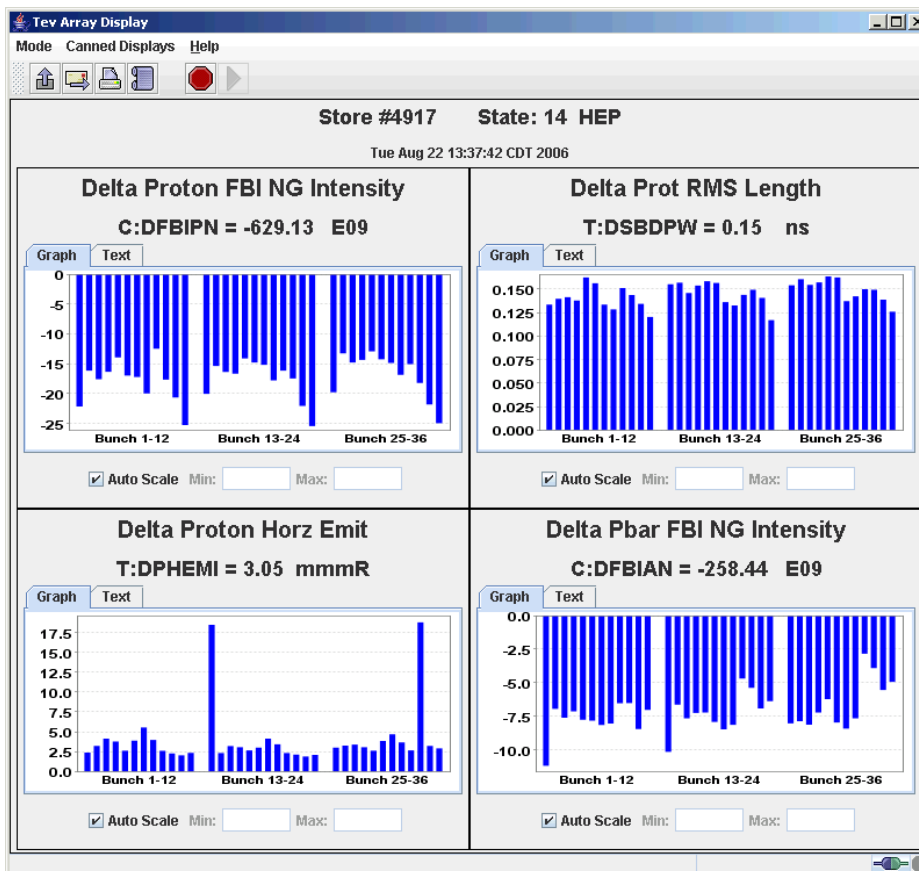 Tev Array Display
Mode Canned Displays Help
Store #4917 State: 14 HEP
Tue Aug 22 13:37:42 CDT 2006
Delta Proton FBI NG Intensity
C:DFBIPN = -629.13 E09
Graph Text
0
-5
-10
-15
-20
-25
Bunch 1-12 Bunch 13-24 Bunch 25-36
Auto Scale Min: Max:
Delta Prot RMS Length
T:DSBDPW = 0.15 ns
Graph Text
0.150
0.125
0.100
0.075
0.050
0.025
0.000
Bunch 1-12 Bunch 13-24 Bunch 25-36
Auto Scale Min: Max:
Delta Proton Horz Emit
T:DPHEMI = 3.05 mmmR
Graph Text
17.5
15.0
12.5
10.0
7.5
5.0
2.5
0.0
Bunch 1-12 Bunch 13-24 Bunch 25-36
Auto Scale Min: Max:
Delta Pbar FBI NG Intensity
C:DFBIAN = -258.44 E09
Graph Text
0.0
-2.5
-5.0
-7.5
-10.0
Bunch 1-12 Bunch 13-24 Bunch 25-36
Auto Scale Min: Max: